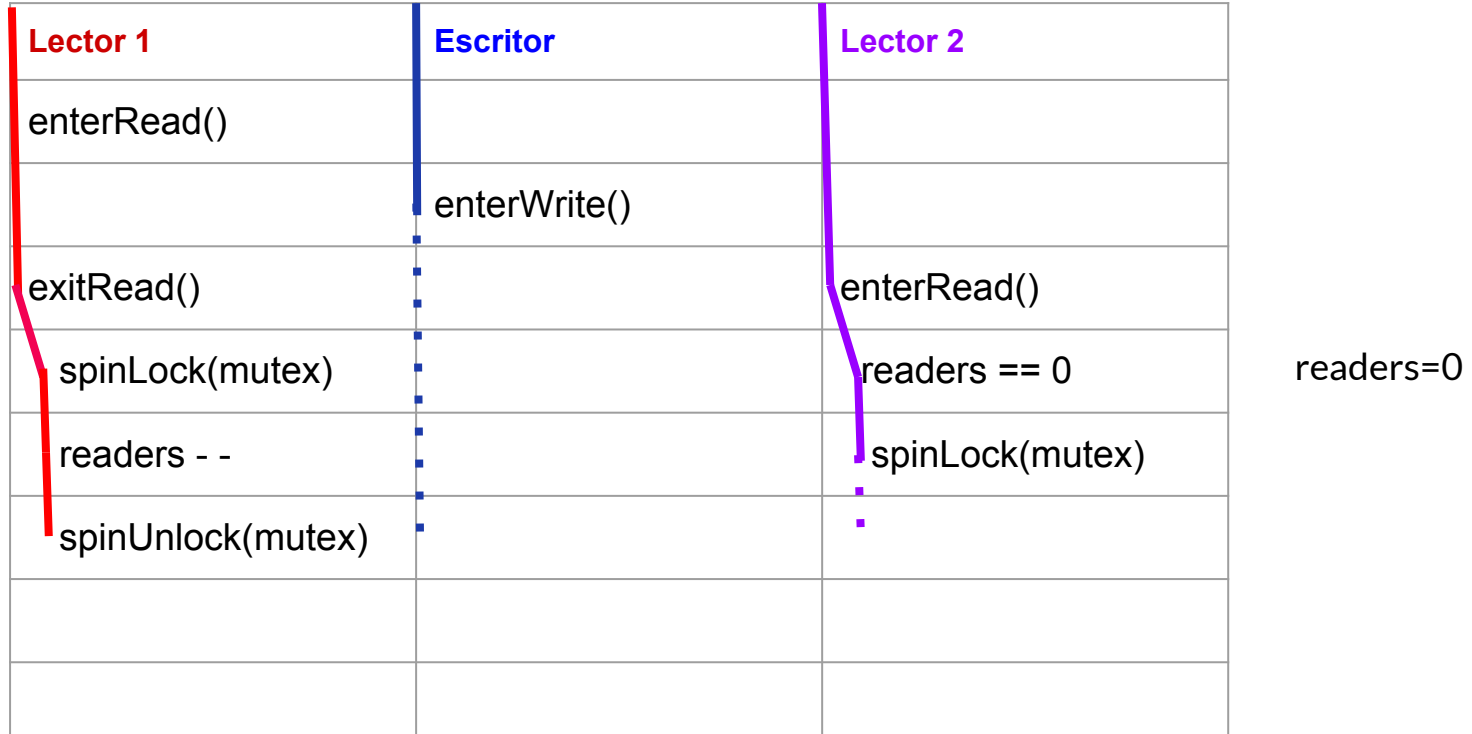 Lector 1 Escritor Lector 2
enterRead()
enterWrite()
exitRead() enterRead()
spinLock(mutex) readers == 0 readers=0
readers - - spinLock(mutex)
spinUnlock(mutex)